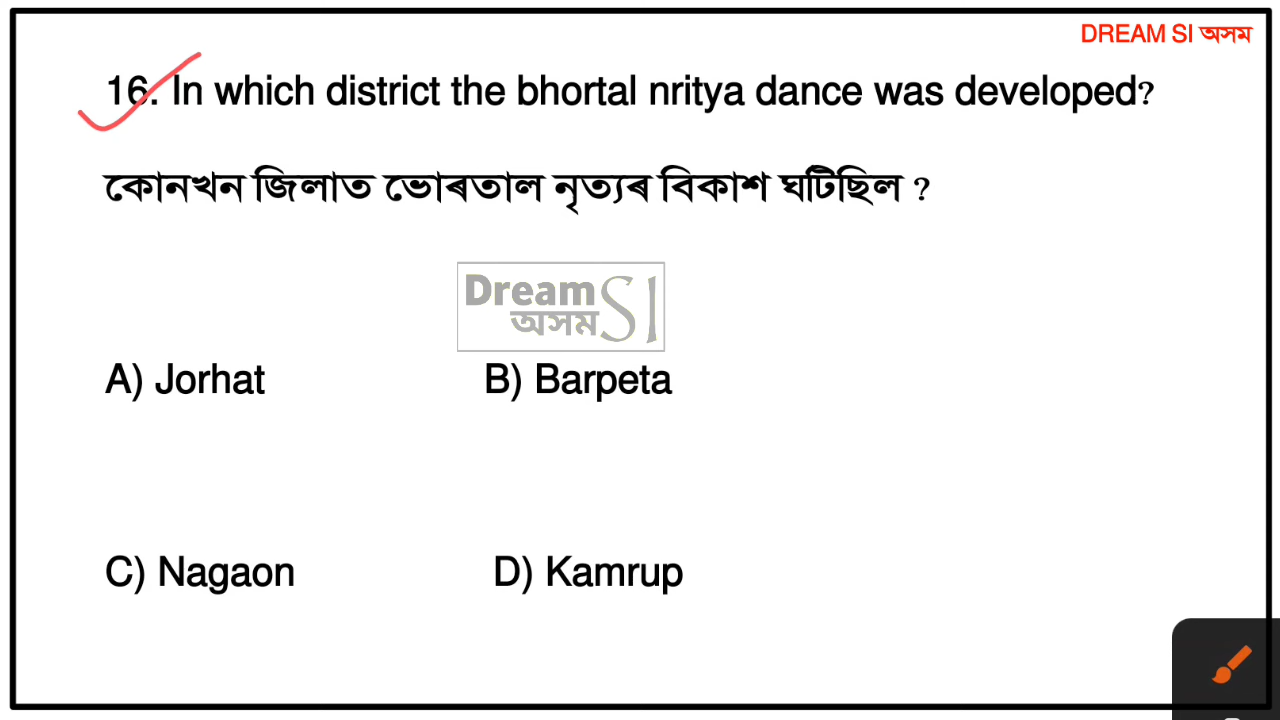 DREAM SI অসম
16. In which district the bhortal nritya dance was developed?
কোনখন জিলাত ভোৰতাল নৃত্যৰ বিকাশ ঘটিছিল ?
Dream SI
অসম
A) Jorhat B) Barpeta
C) Nagaon D) Kamrup